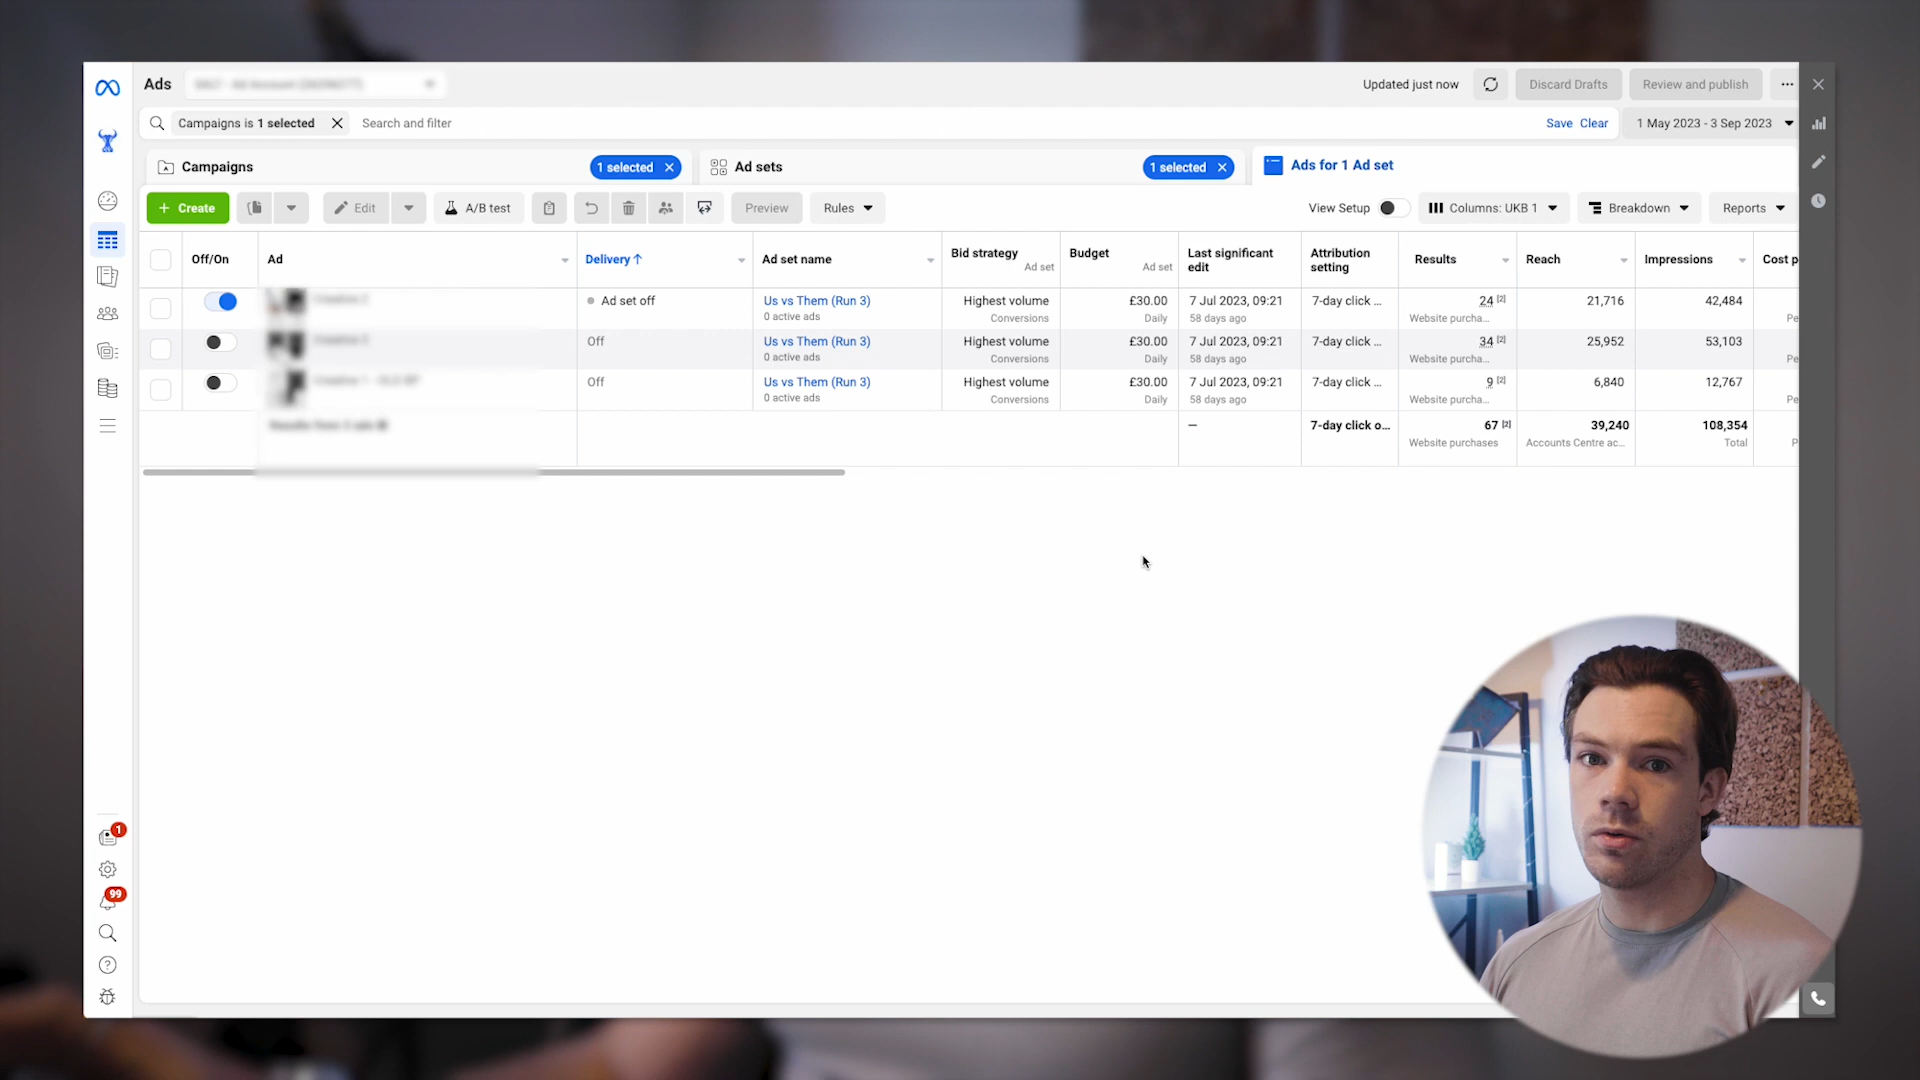 Ads
Updated just now
Discard Drafts
Review and publish
Campaigns is 1 selected
Search and filter
Save Clear
1 May 2023 - 3 Sep 2023
Campaigns
1 selected
Ad sets
1 selected
Ads for 1 Ad set
+ Create
Edit
A/B test
Preview
Rules
View Setup
Columns: UKB 1
Breakdown
Reports
Off/On
Ad
Delivery ↑
Ad set name
Bid strategy
Ad set
Budget
Ad set
Last significant
edit
Attribution
setting
Results
Reach
Impressions
Cost p
Ad set off
Us vs Them (Run 3)
0 active ads
Highest volume
Conversions
£30.00
Daily
7 Jul 2023, 09:21
58 days ago
7-day click ...
24 [2]
Website purcha...
21,716
42,484
Pe
Off
Us vs Them (Run 3)
0 active ads
Highest volume
Conversions
£30.00
Daily
7 Jul 2023, 09:21
58 days ago
7-day click ...
34 [2]
Website purcha...
25,952
53,103
Pe
Off
Us vs Them (Run 3)
0 active ads
Highest volume
Conversions
£30.00
Daily
7 Jul 2023, 09:21
58 days ago
7-day click ...
9 [2]
Website purcha...
6,840
12,767
Pe
—
7-day click o...
67 [2]
Website purchases
39,240
Accounts Centre ac...
108,354
Total
P
1
99